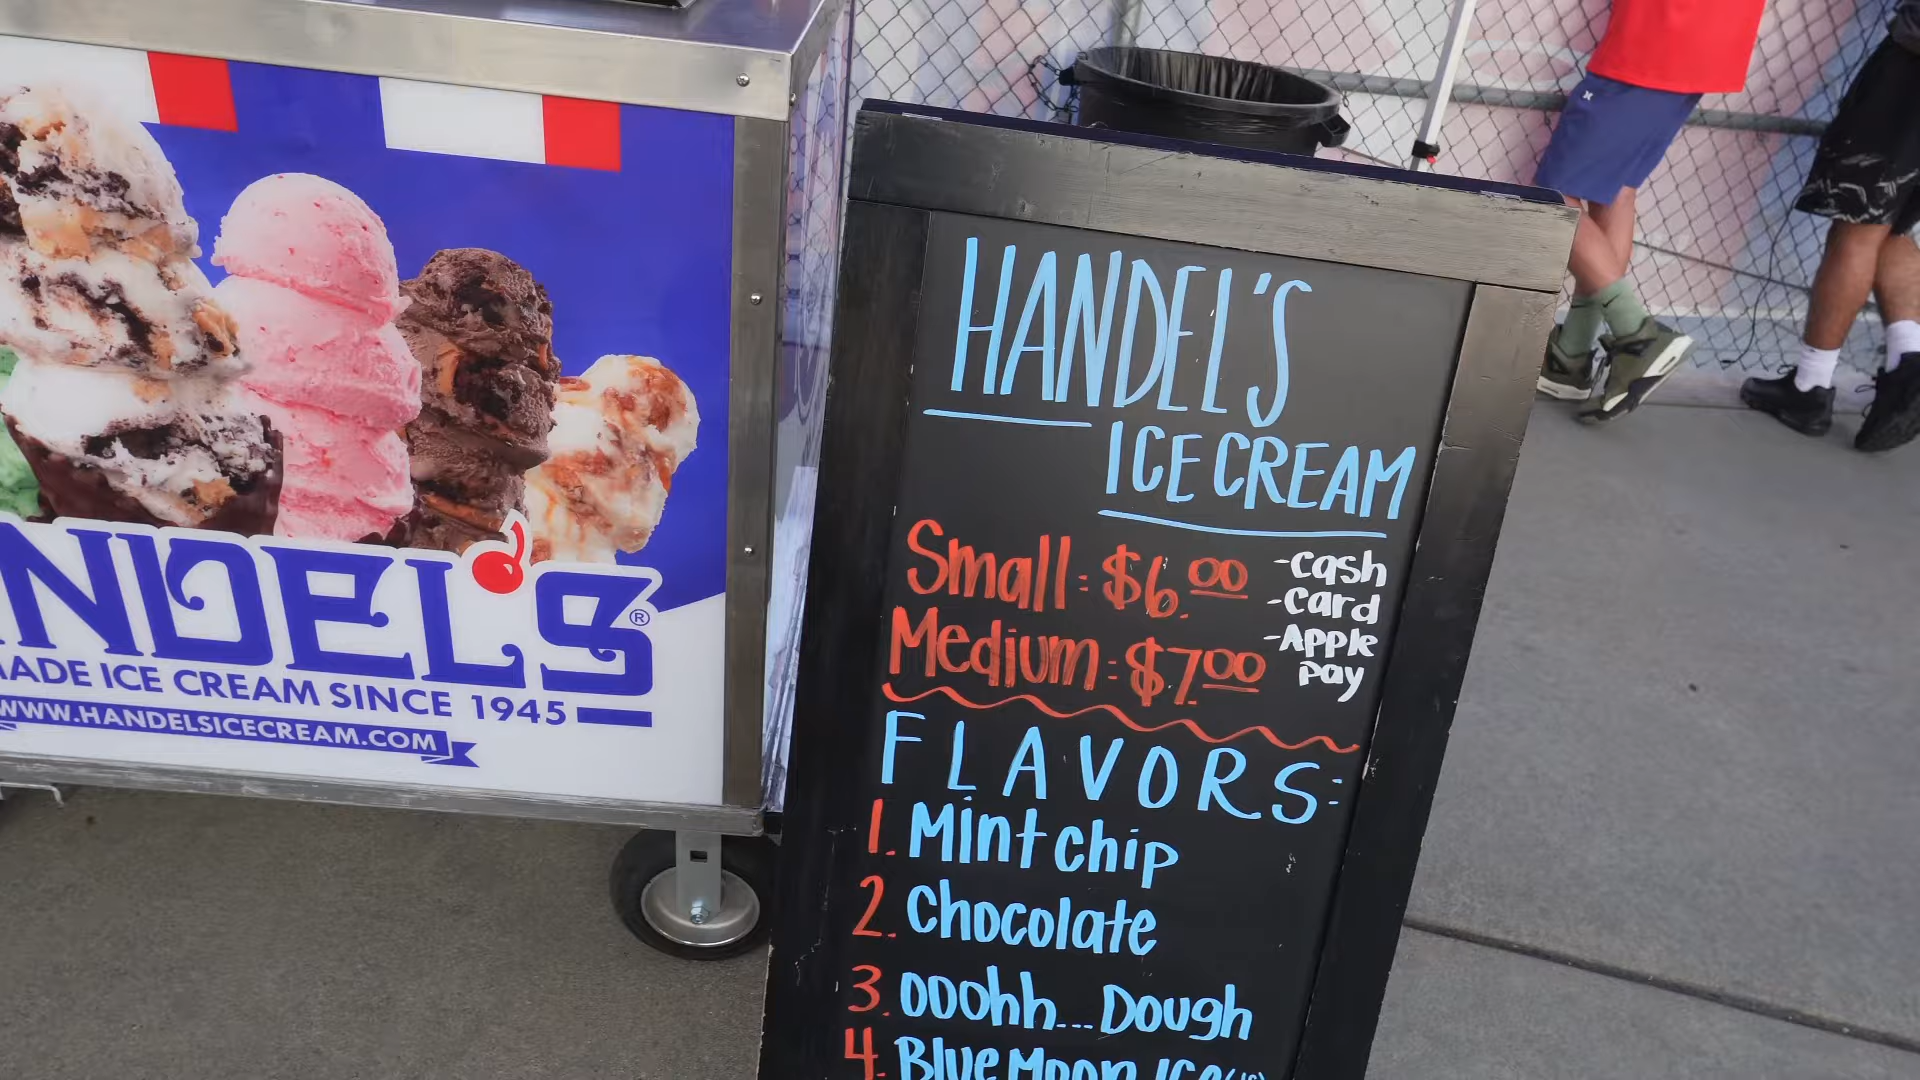 NDEL'S®
MADE ICE CREAM SINCE 1945
WWW.HANDELSICECREAM.COM
HANDEL'S
ICE CREAM
Small: $6.00
Medium: $7.00
-cash
-card
-Apple
Pay
FLAVORS:
1. Mint chip
2. Chocolate
3. OOOhh... Dough
4. Blue Moon Ice